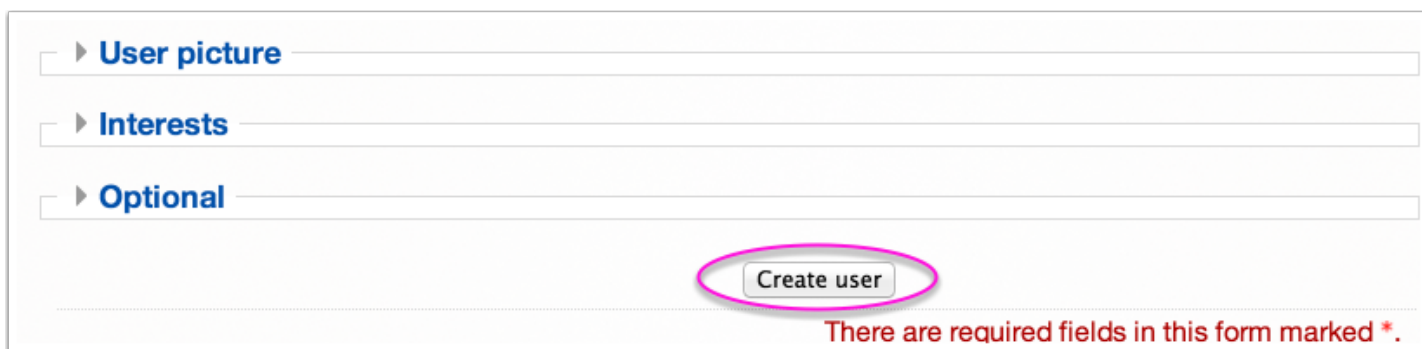 User picture
Interests
Optional
Create user
There are required fields in this form marked *.